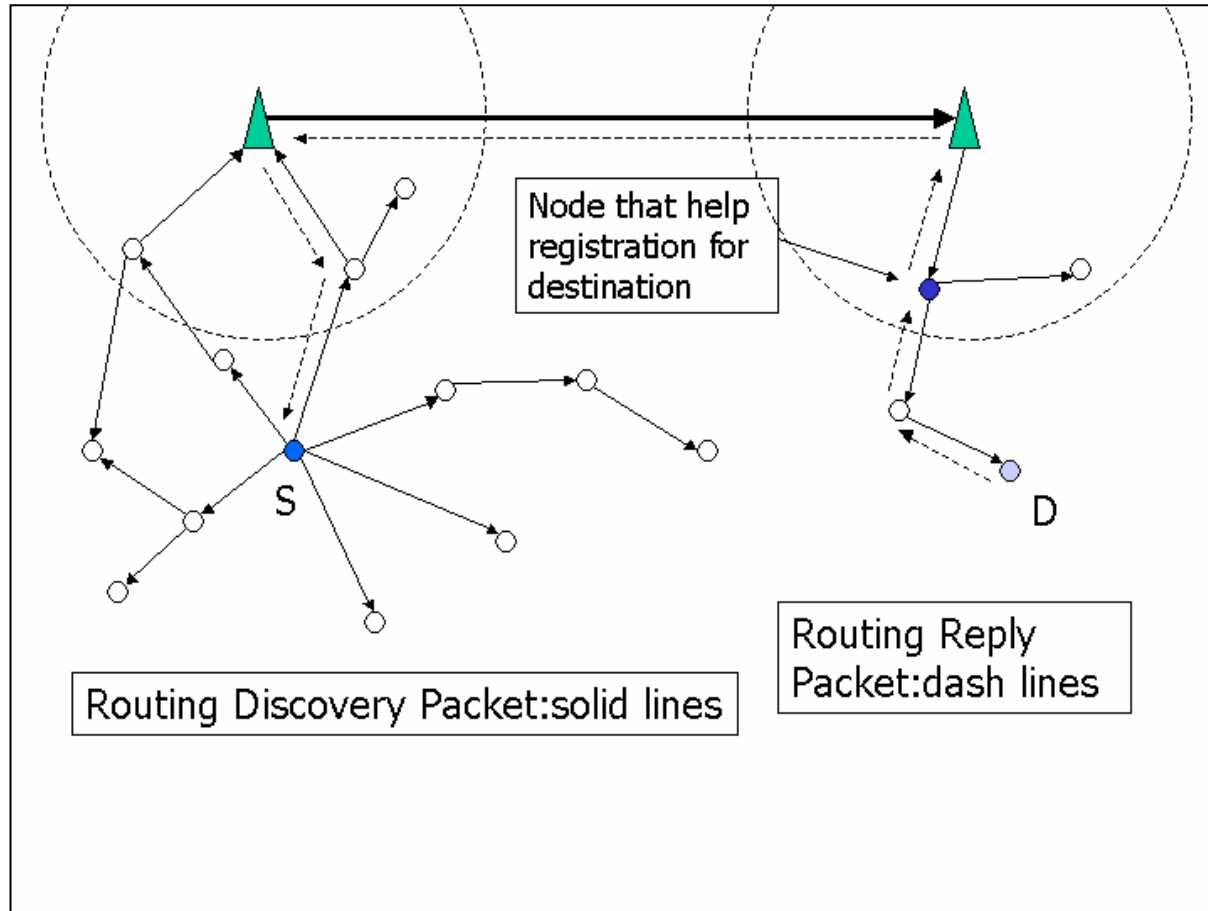 Node that help
registration for
destination
S
D
Routing Reply
Packet:dash lines
Routing Discovery Packet:solid lines